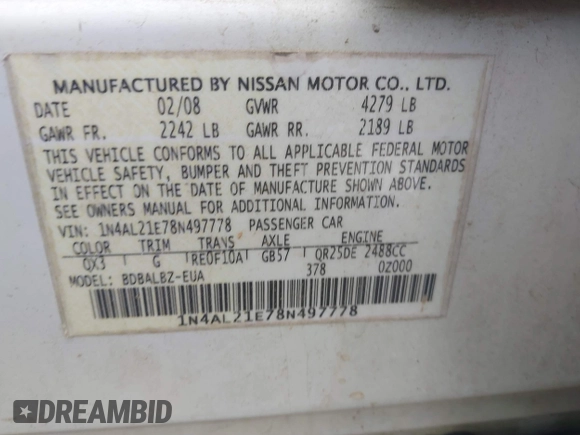 MANUFACTURED BY NISSAN MOTOR CO., LTD.
DATE 02/08 GVWR 4279 LB
GAWR FR. 2242 LB GAWR RR. 2189 LB
THIS VEHICLE CONFORMS TO ALL APPLICABLE FEDERAL MOTOR
VEHICLE SAFETY, BUMPER AND THEFT PREVENTION STANDARDS
IN EFFECT ON THE DATE OF MANUFACTURE SHOWN ABOVE.
SEE OWNERS MANUAL FOR ADDITIONAL INFORMATION.
VIN: 1N4AL21E78N497778 PASSENGER CAR
COLOR TRIM TRANS AXLE ENGINE
QX3 G RE0F10A GB57 QR25DE 2488CC
MODEL: BDBALBZ-EUA 378 0Z000
1N4AL21E78N497778
DREAMBID